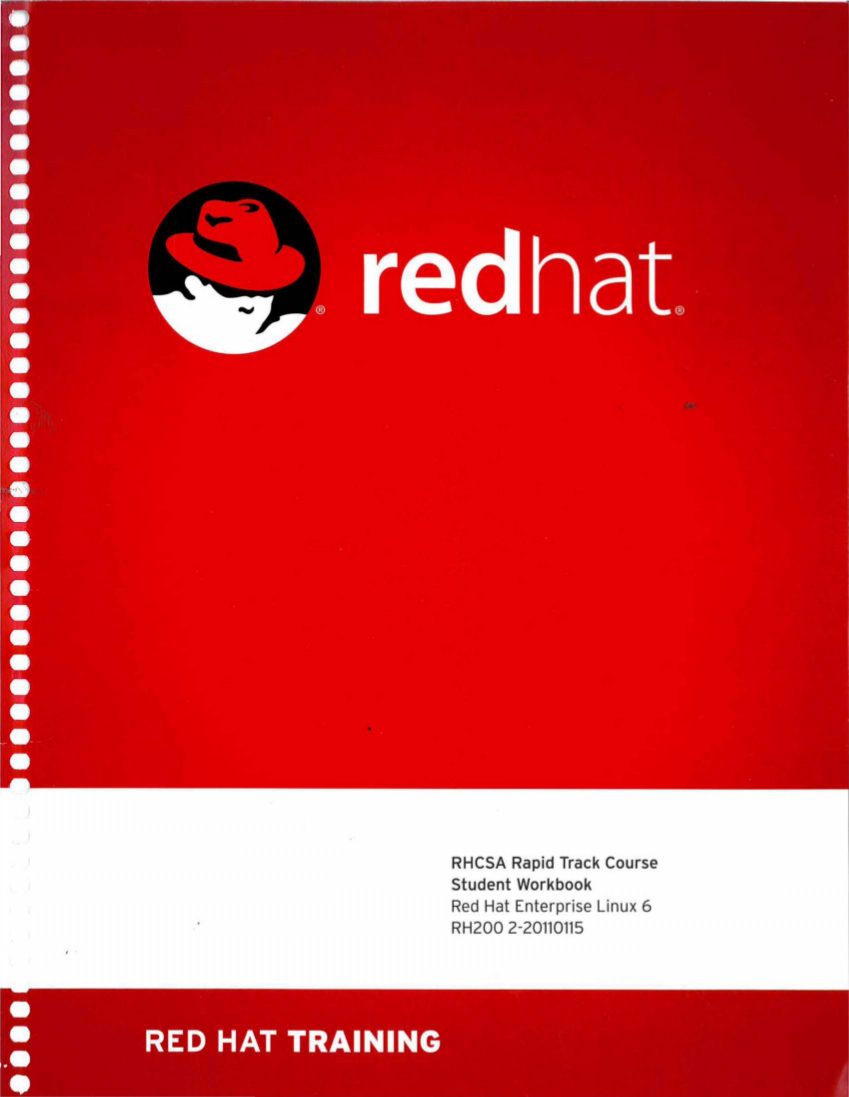 redhat®
®
RHCSA Rapid Track Course
Student Workbook
Red Hat Enterprise Linux 6
RH200 2-20110115
RED HAT TRAINING